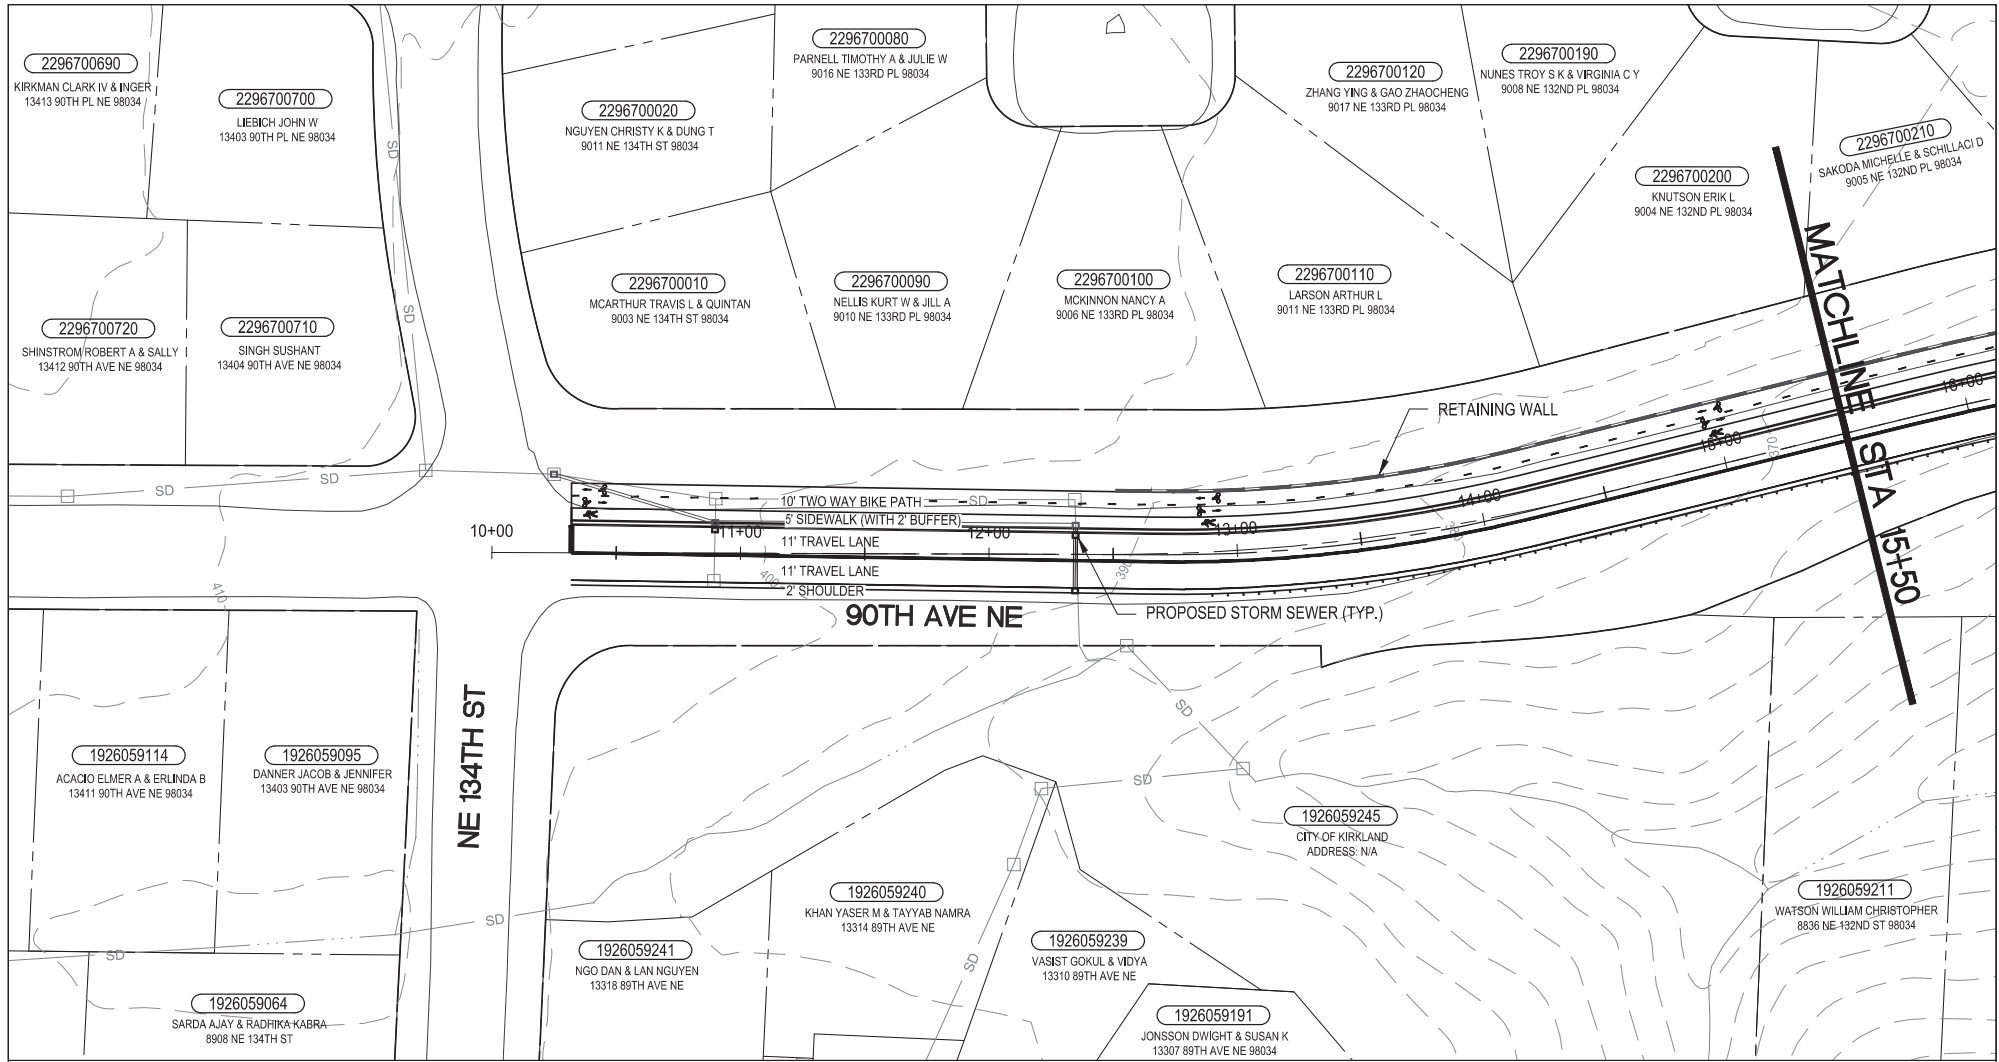 2296700690
KIRKMAN CLARK IV & INGER
13413 90TH PL NE 98034
2296700700
LIEBICH JOHN W
13403 90TH PL NE 98034
2296700020
NGUYEN CHRISTY K & DUNG T
9011 NE 134TH ST 98034
2296700080
PARNELL TIMOTHY A & JULIE W
9016 NE 133RD PL 98034
2296700120
ZHANG YING & GAO ZHAOCHENG
9017 NE 133RD PL 98034
2296700190
NUNES TROY S K & VIRGINIA C Y
9008 NE 132ND PL 98034
2296700210
SAKODA MICHELLE & SCHILLACI D
9005 NE 132ND PL 98034
2296700200
KNUTSON ERIK L
9004 NE 132ND PL 98034
SD
SD
2296700720
SHINSTROM ROBERT A & SALLY
13412 90TH AVE NE 98034
2296700710
SINGH SUSHANT
13404 90TH AVE NE 98034
2296700010
MCARTHUR TRAVIS L & QUINTAN
9003 NE 134TH ST 98034
2296700090
NELLIS KURT W & JILL A
9010 NE 133RD PL 98034
2296700100
MCKINNON NANCY A
9006 NE 133RD PL 98034
2296700110
LARSON ARTHUR L
9011 NE 133RD PL 98034
MATCHLINE STA 15+50
RETAINING WALL
SD
SD
10' TWO WAY BIKE PATH
SD
5' SIDEWALK (WITH 2' BUFFER)
10+00
11+00
12+00
13+00
14+00
15+00
16+00
11' TRAVEL LANE
11' TRAVEL LANE
2' SHOULDER
410
400
390
380
370
90TH AVE NE
PROPOSED STORM SEWER (TYP.)
NE 134TH ST
SD
SD
1926059114
ACACIO ELMER A & ERLINDA B
13411 90TH AVE NE 98034
1926059095
DANNER JACOB & JENNIFER
13403 90TH AVE NE 98034
1926059245
CITY OF KIRKLAND
ADDRESS: N/A
1926059240
KHAN YASER M & TAYYAB NAMRA
13314 89TH AVE NE
1926059211
WATSON WILLIAM CHRISTOPHER
8836 NE 132ND ST 98034
SD
SD
SD
1926059241
NGO DAN & LAN NGUYEN
13318 89TH AVE NE
1926059239
VASIST GOKUL & VIDYA
13310 89TH AVE NE
1926059064
SARDA AJAY & RADHIKA KABRA
8908 NE 134TH ST
1926059191
JONSSON DWIGHT & SUSAN K
13307 89TH AVE NE 98034